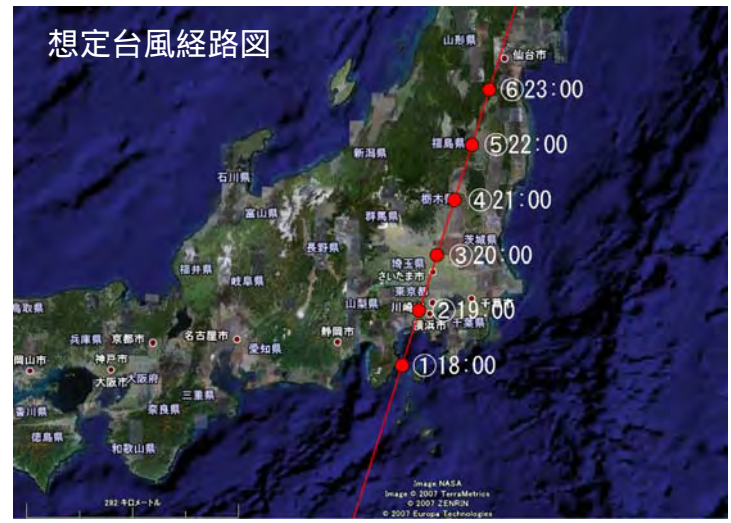 想定台風経路図
山形県
仙台市
⑥23:00
福島県
⑤22:00
新潟県
石川県
栃木県
④21:00
富山県
群馬県
茨城県
長野県
③20:00
埼玉県
さいたま市
福井県
岐阜県
東京都
山梨県
川崎
千葉市
②19:00
鳥取県
横浜市
千葉県
兵庫県
京都市
名古屋市
静岡市
愛知県
岡山市
神戸市
①18:00
大阪市
大阪府
三重県
香川県
奈良県
徳島県
和歌山県
292 キロメートル
Image NASA
Image © 2007 TerraMetrics
© 2007 ZENRIN
© 2007 Europa Technologies